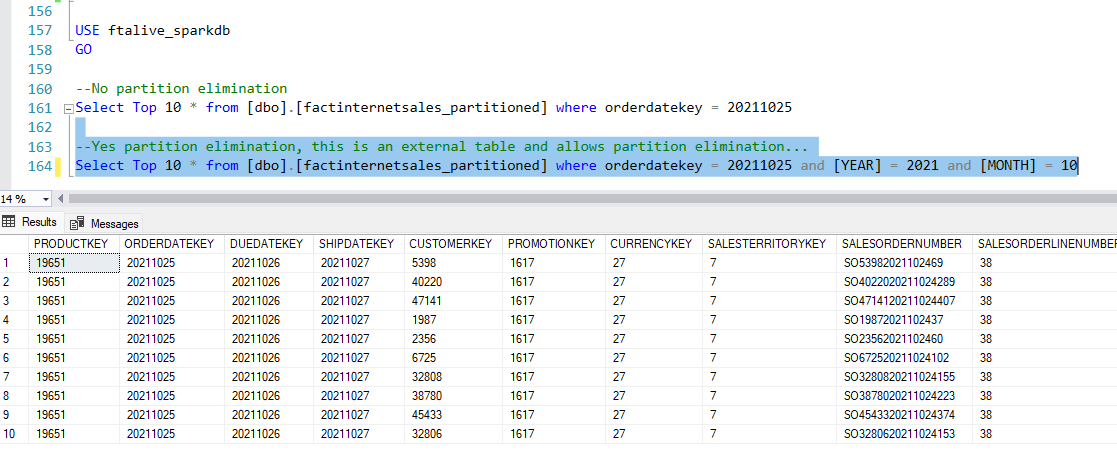 156
157 USE ftalive_sparkdb
158 GO
159
160 --No partition elimination
161 Select Top 10 * from [dbo].[factinternetsales_partitioned] where orderdatekey = 20211025
162
163 --Yes partition elimination, this is an external table and allows partition elimination...
164 Select Top 10 * from [dbo].[factinternetsales_partitioned] where orderdatekey = 20211025 and [YEAR] = 2021 and [MONTH] = 10
14 %
Results Messages
PRODUCTKEY ORDERDATEKEY DUEDATEKEY SHIPDATEKEY CUSTOMERKEY PROMOTIONKEY CURRENCYKEY SALESTERRITORYKEY SALESORDERNUMBER SALESORDERLINENUMBER
1 19651 20211025 20211026 20211027 5398 1617 27 7 SO53982021102469 38
2 19651 20211025 20211026 20211027 40220 1617 27 7 SO402202021024289 38
3 19651 20211025 20211026 20211027 47141 1617 27 7 SO4714120211024407 38
4 19651 20211025 20211026 20211027 1987 1617 27 7 SO19872021102437 38
5 19651 20211025 20211026 20211027 2356 1617 27 7 SO23562021102460 38
6 19651 20211025 20211026 20211027 6725 1617 27 7 SO672520211024102 38
7 19651 20211025 20211026 20211027 32808 1617 27 7 SO3280820211024155 38
8 19651 20211025 20211026 20211027 38780 1617 27 7 SO3878020211024223 38
9 19651 20211025 20211026 20211027 45433 1617 27 7 SO4543320211024374 38
10 19651 20211025 20211026 20211027 32806 1617 27 7 SO3280620211024153 38